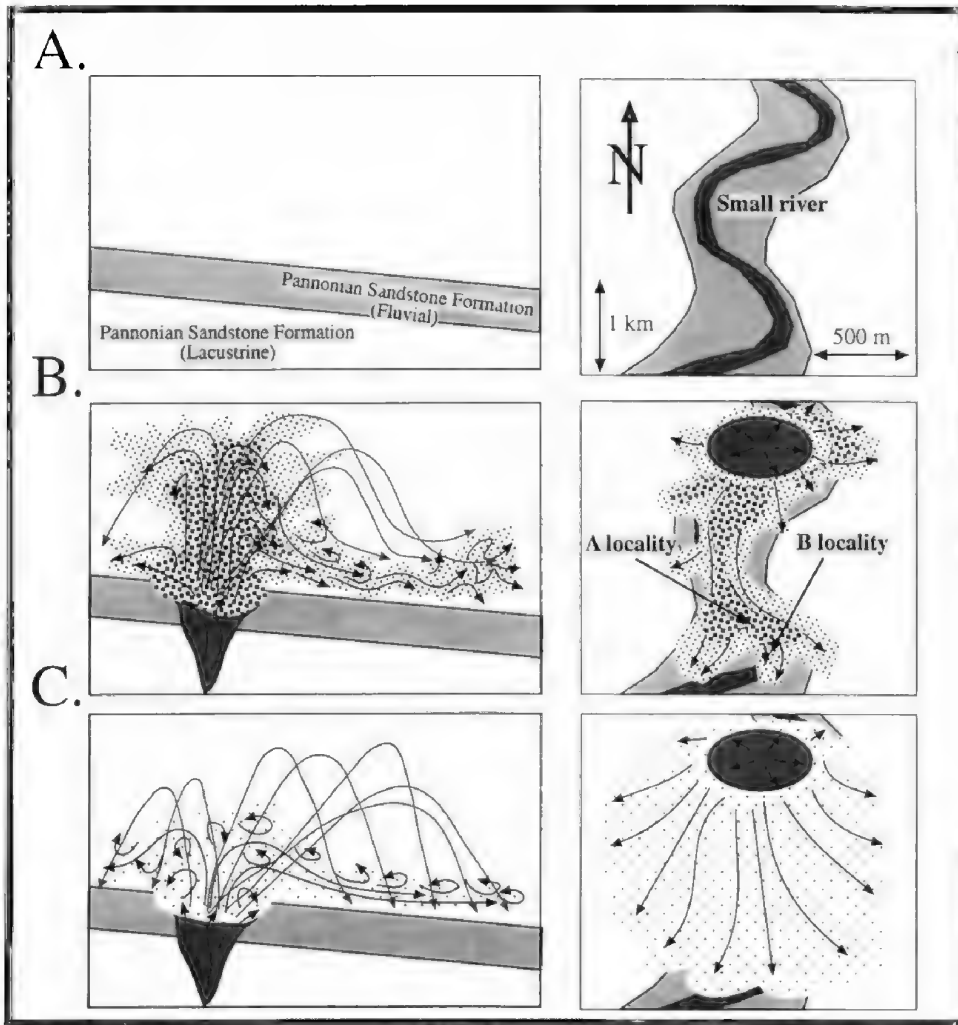 A.
Pannonian Sandstone Formation
(Fluvial)
Pannonian Sandstone Formation
(Lacustrine)
N
Small river
1 km
500 m
B.
A locality
B locality
C.